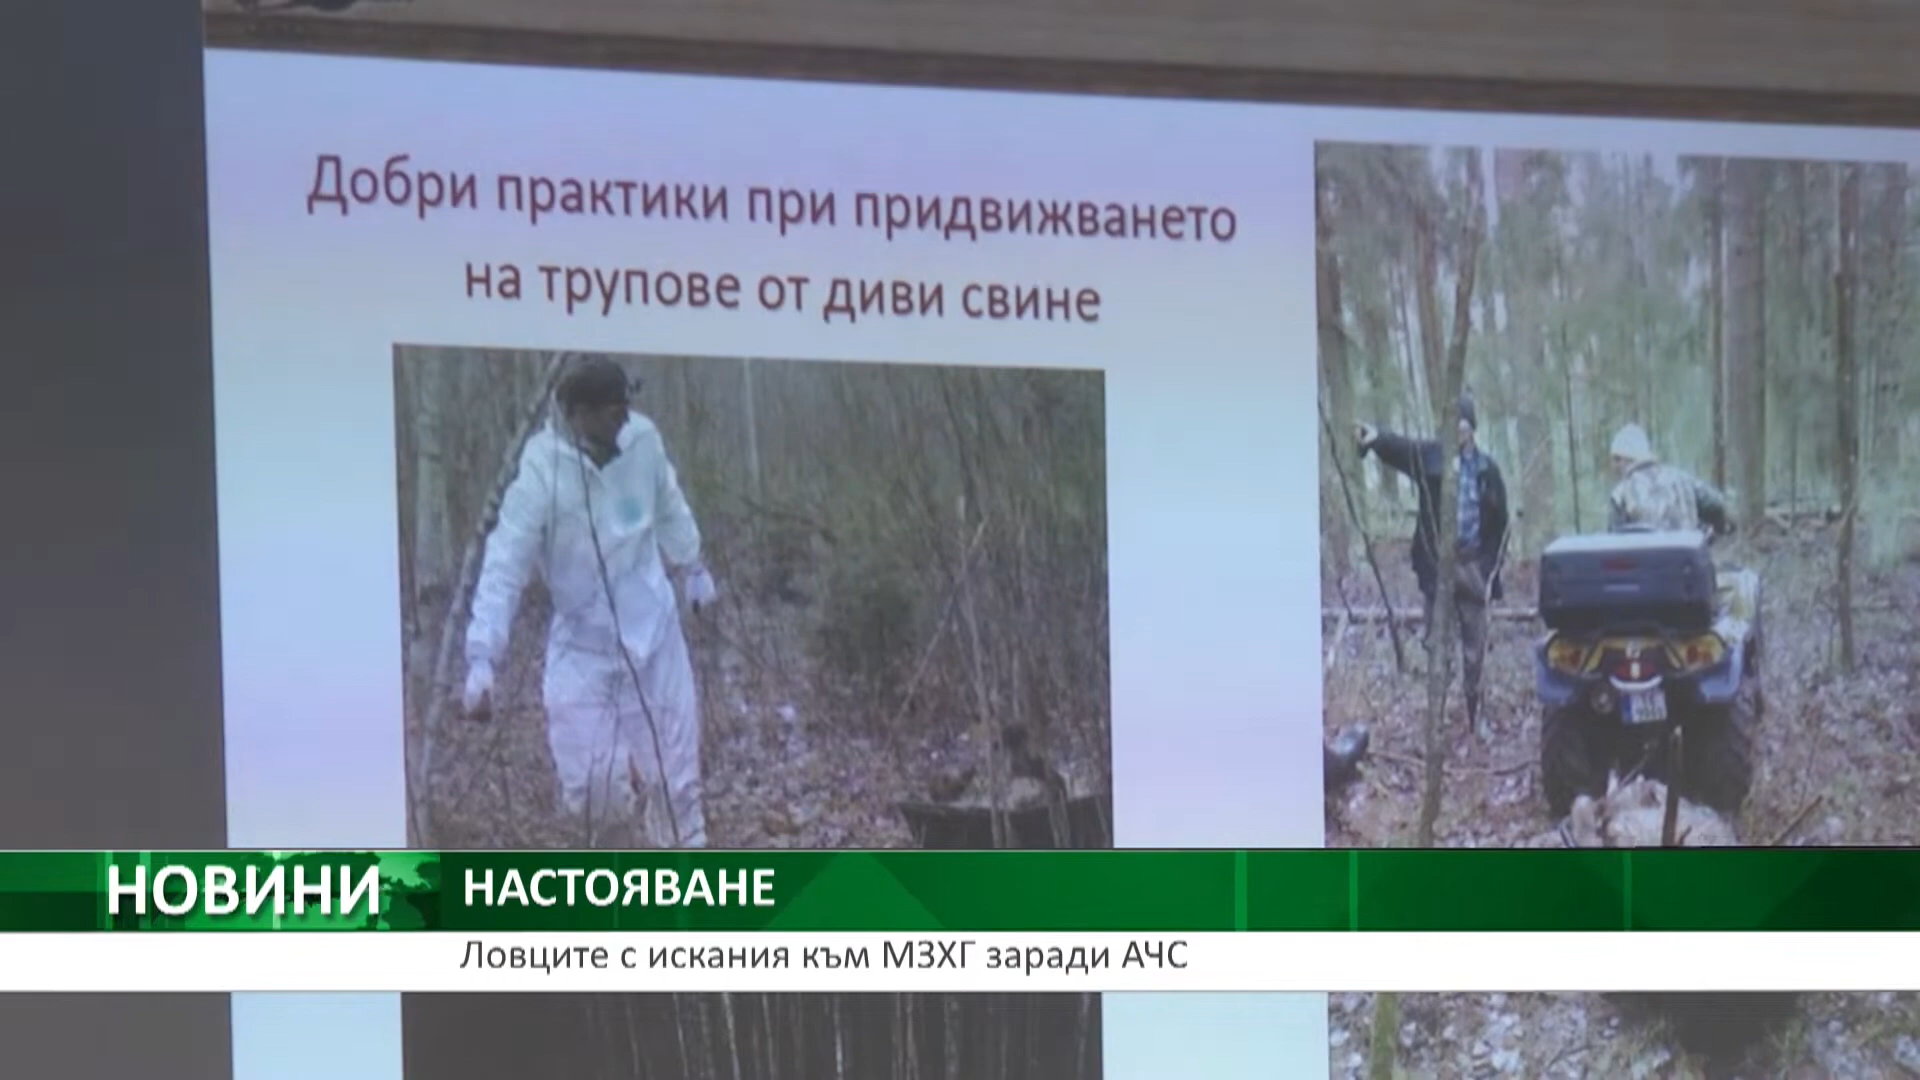 Добри практики при придвижването
на трупове от диви свине
НОВИНИ
НАСТОЯВАНЕ
Ловците с искания към МЗХГ заради АЧС